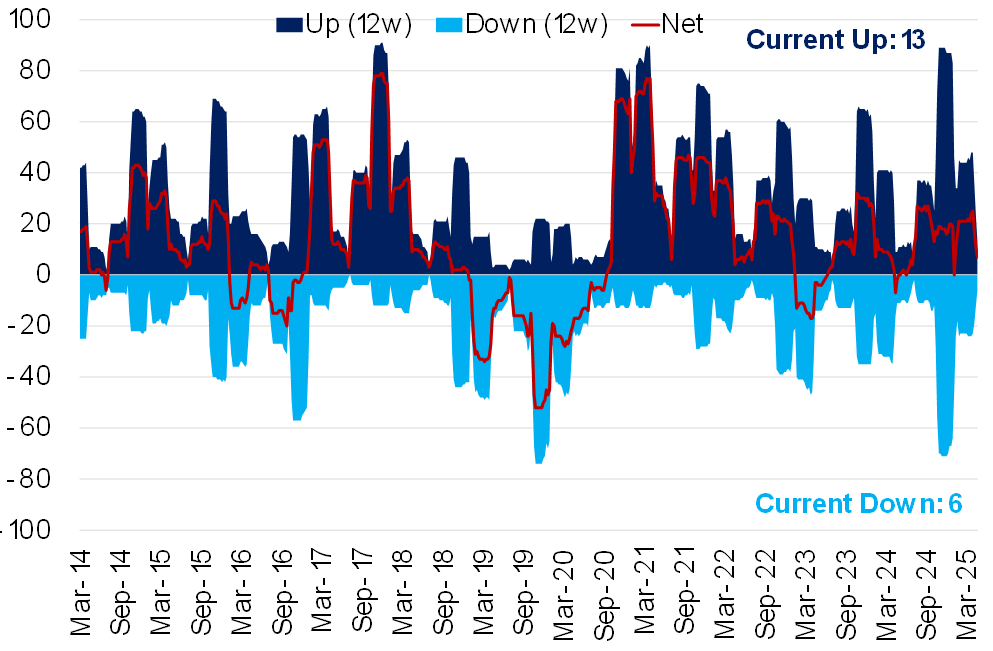 Up (12w) Down (12w) Net
Current Up: 13
100
80
60
40
20
0
- 20
- 40
- 60
- 80
- 100
Current Down: 6
Mar- 14
Sep- 14
Mar- 15
Sep- 15
Mar- 16
Sep- 16
Mar- 17
Sep- 17
Mar- 18
Sep- 18
Mar- 19
Sep- 19
Mar- 20
Sep- 20
Mar- 21
Sep- 21
Mar- 22
Sep- 22
Mar- 23
Sep- 23
Mar- 24
Sep- 24
Mar- 25